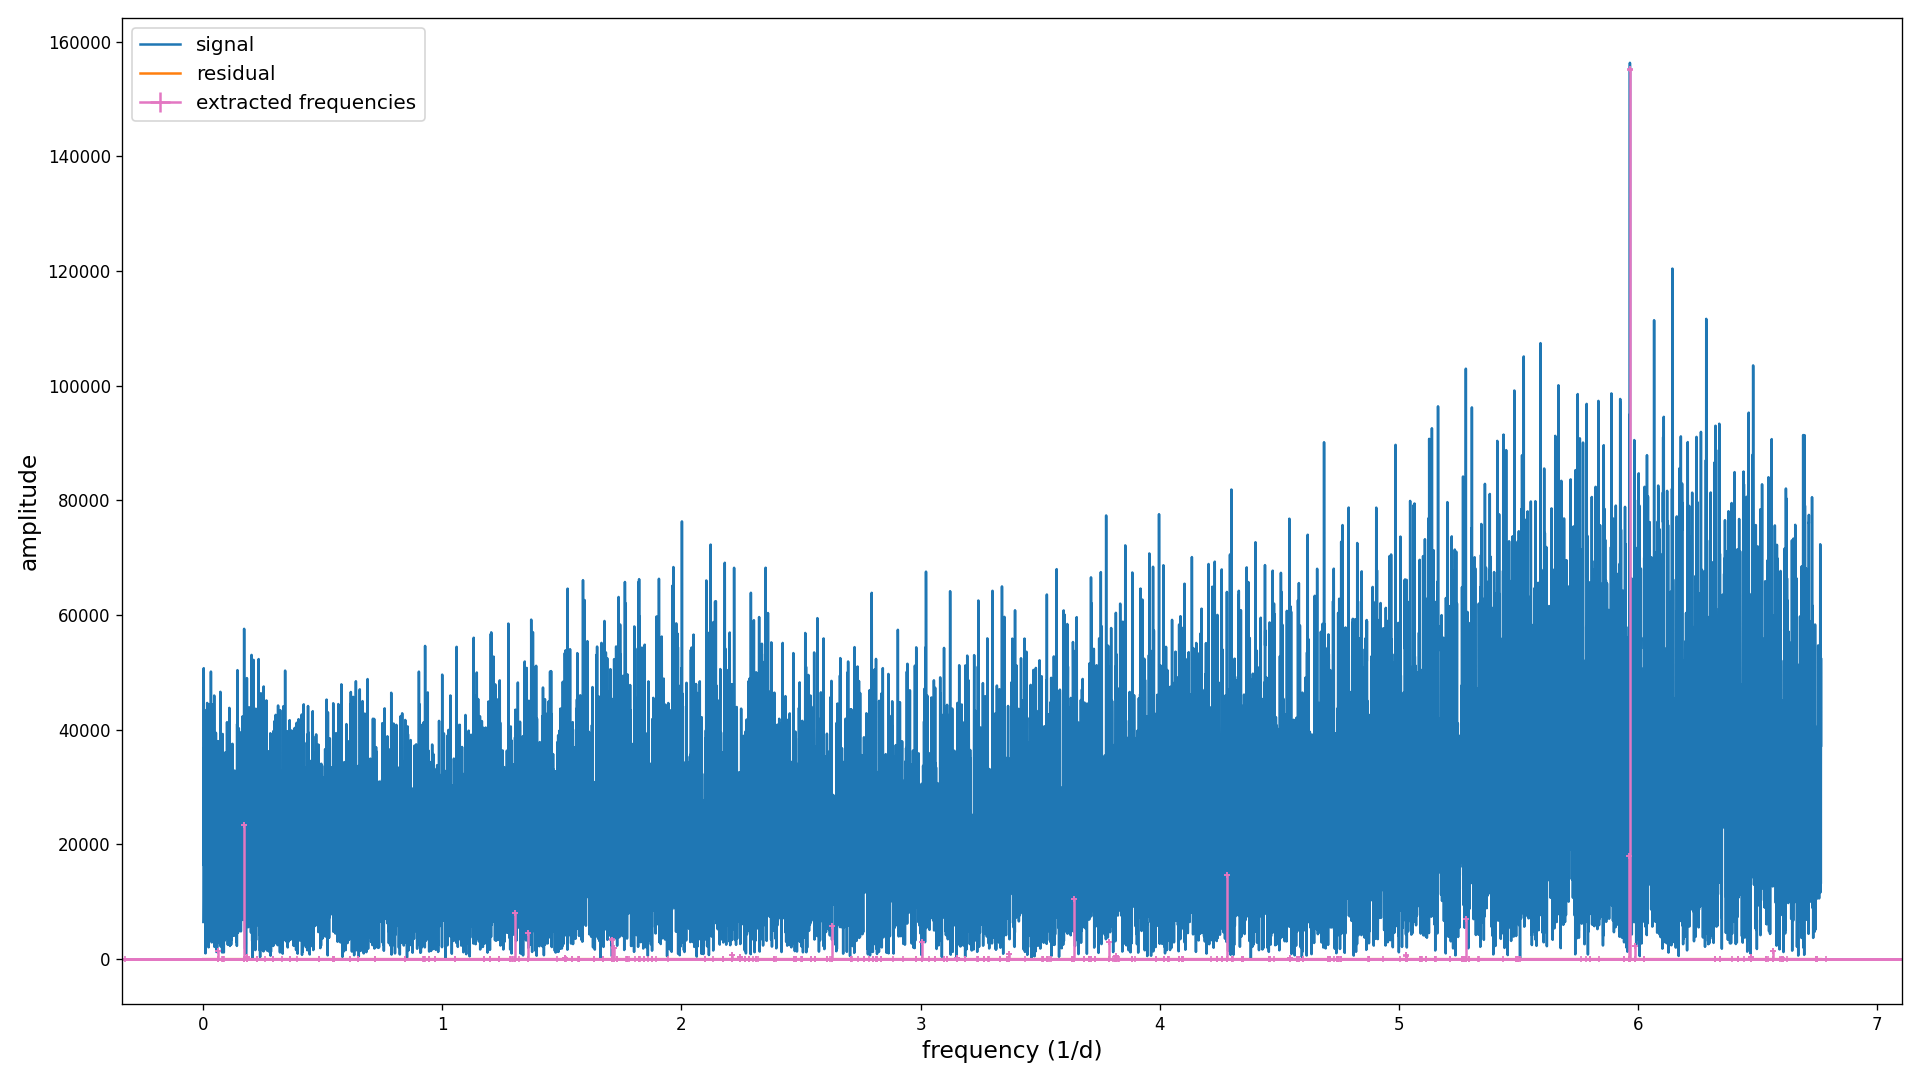 signal
residual
extracted frequencies
160000
140000
120000
100000
80000
60000
40000
20000
0
amplitude
0 1 2 3 4 5 6 7
frequency (1/d)